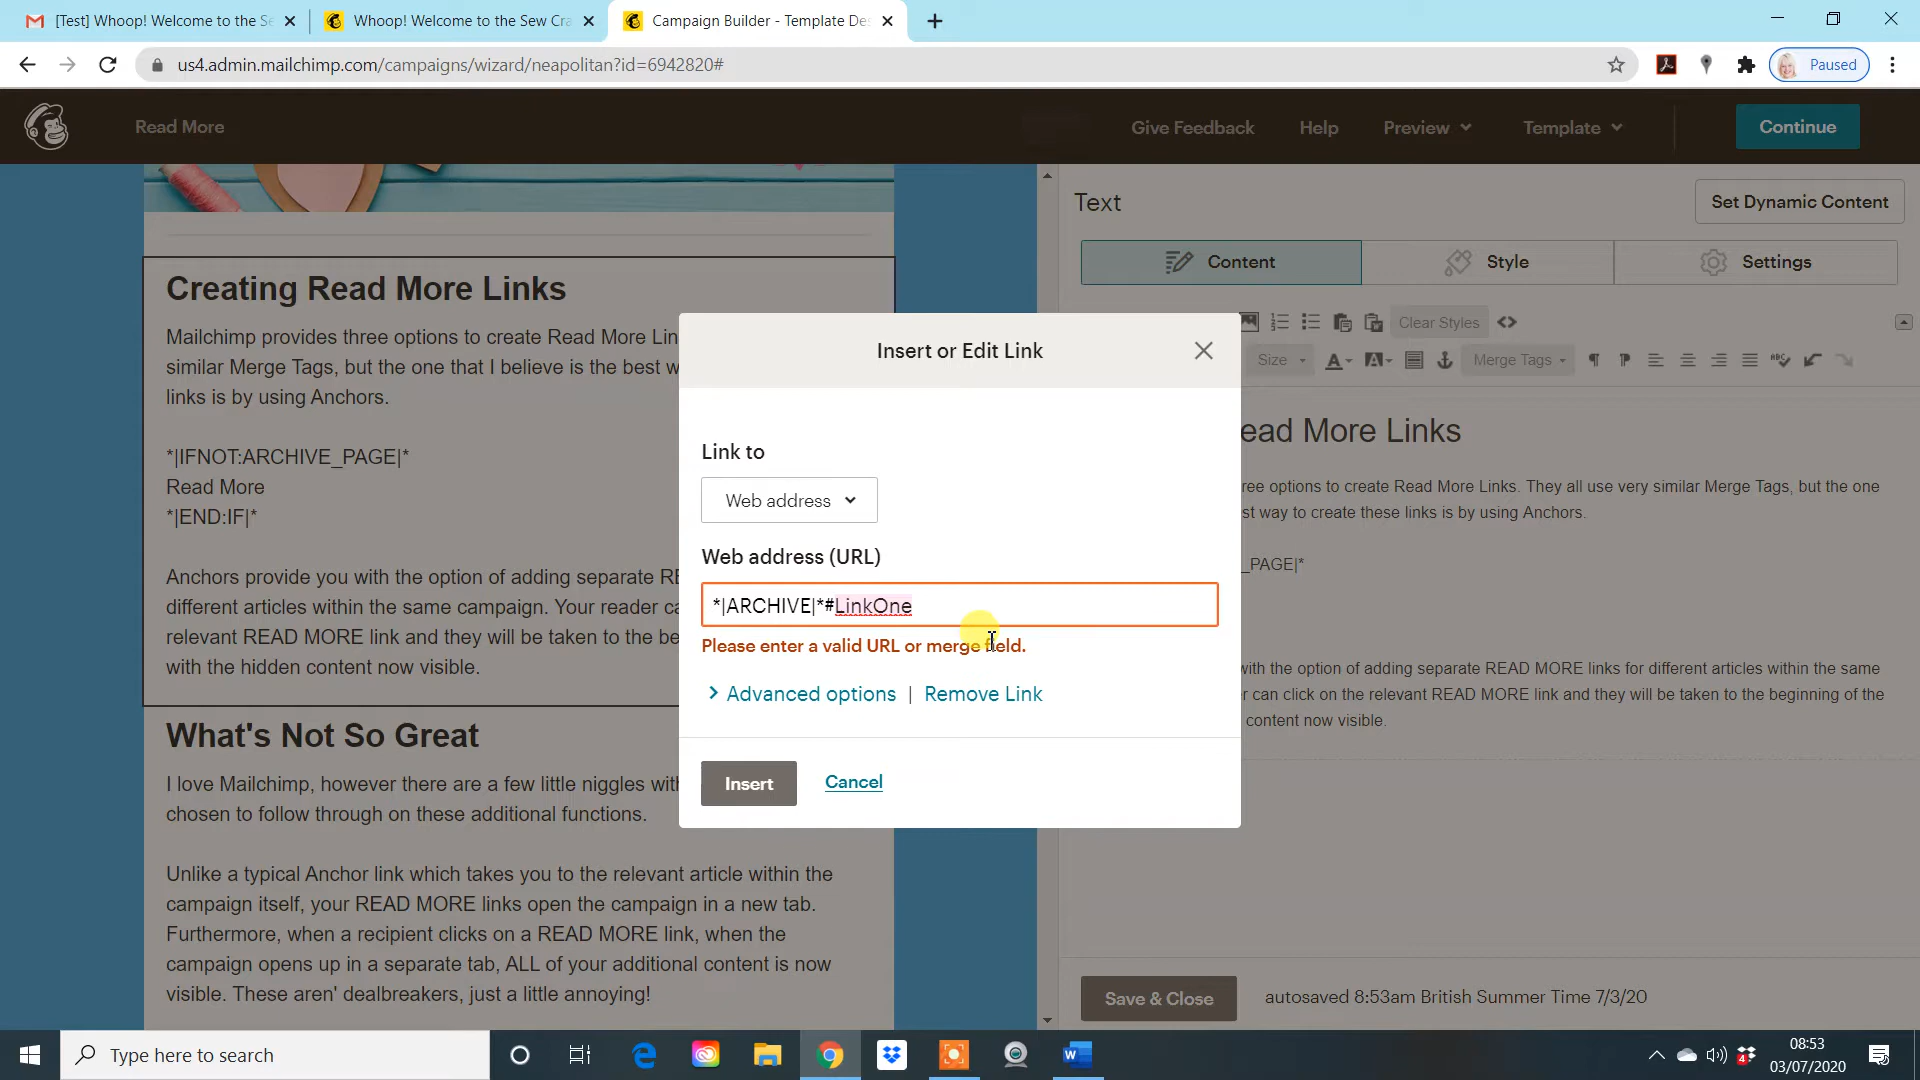 [Test] Whoop! Welcome to the Se
Whoop! Welcome to the Sew Cra
Campaign Builder - Template Des
us4.admin.mailchimp.com/campaigns/wizard/neapolitan?id=6942820#
Paused
Read More
Give Feedback
Help
Preview
Template
Continue
Creating Read More Links
Mailchimp provides three options to create Read More Lin
similar Merge Tags, but the one that I believe is the best w
links is by using Anchors.
*|IFNOT:ARCHIVE_PAGE|*
Read More
*|END:IF|*
Anchors provide you with the option of adding separate RE
different articles within the same campaign. Your reader ca
relevant READ MORE link and they will be taken to the be
with the hidden content now visible.
What's Not So Great
I love Mailchimp, however there are a few little niggles wit
chosen to follow through on these additional functions.
Unlike a typical Anchor link which takes you to the relevant article within the
campaign itself, your READ MORE links open the campaign in a new tab.
Furthermore, when a recipient clicks on a READ MORE link, when the
campaign opens up in a separate tab, ALL of your additional content is now
visible. These aren' dealbreakers, just a little annoying!
Insert or Edit Link
Link to
Web address
Web address (URL)
*|ARCHIVE|*#LinkOne
Please enter a valid URL or merge field.
Advanced options | Remove Link
Insert
Cancel
Text
Set Dynamic Content
Content
Style
Settings
Clear Styles
Size
Merge Tags
ead More Links
ree options to create Read More Links. They all use very similar Merge Tags, but the one
st way to create these links is by using Anchors.
_PAGE|*
with the option of adding separate READ MORE links for different articles within the same
r can click on the relevant READ MORE link and they will be taken to the beginning of the
content now visible.
Save & Close
autosaved 8:53am British Summer Time 7/3/20
Type here to search
4
08:53
03/07/2020